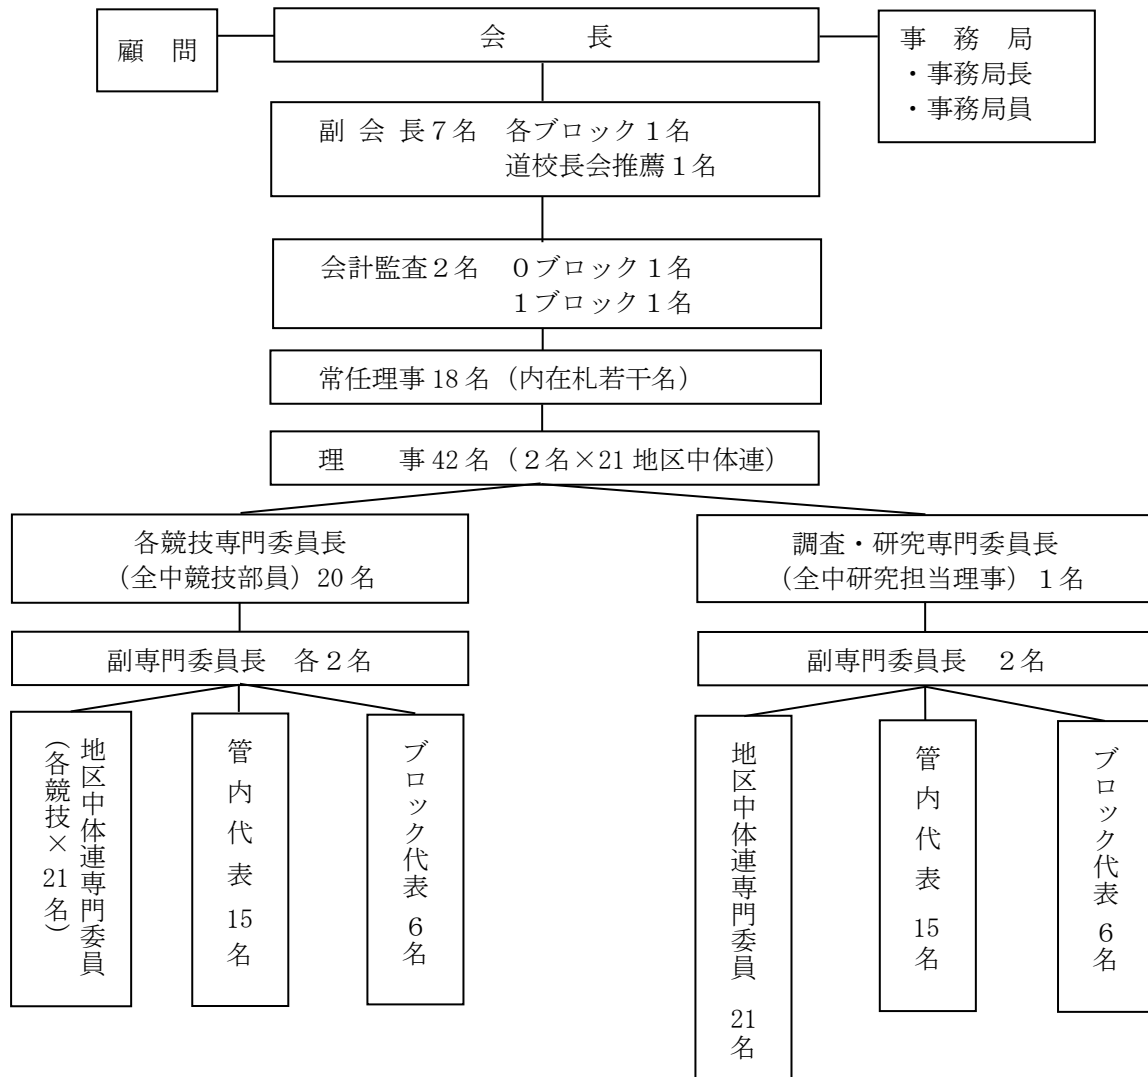 顧　問
会　　　長
事　務　局
・事務局長
・事務局員
副 会 長７名　各ブロック１名
道校長会推薦１名
会計監査２名　０ブロック１名
１ブロック１名
常任理事 18 名（内在札若干名）
理　　事 42 名（２名×21 地区中体連）
各競技専門委員長
（全中競技部員）20 名
調査・研究専門委員長
（全中研究担当理事）１名
副専門委員長　各２名
副専門委員長　２名
地区中体連専門委員
（各競技×21 名）
管内代表 15 名
ブロック代表 ６名
地区中体連専門委員 21 名
管内代表 15 名
ブロック代表 ６名